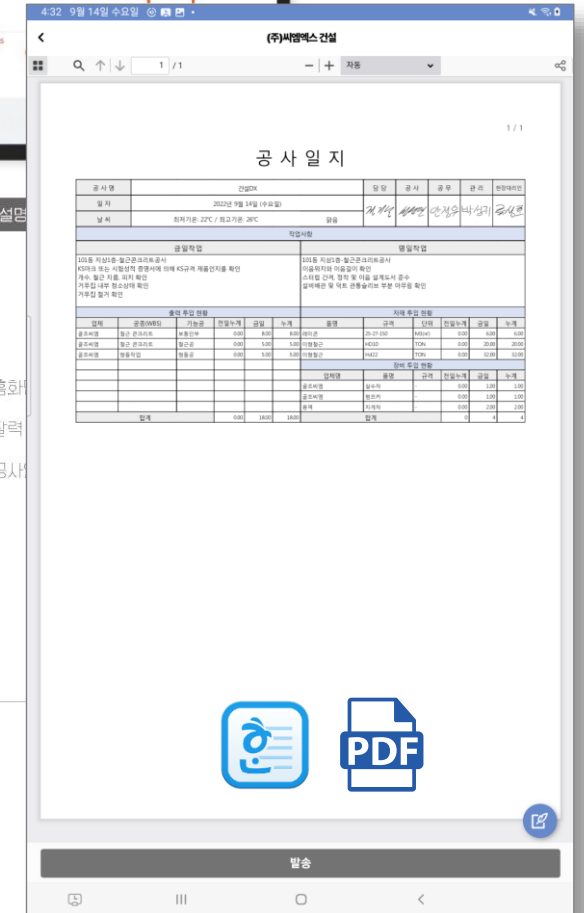 4:32 9월 14일 수요일
(주)씨엠엑스 건설
1 / 1
자동
1 / 1
공 사 일 지
공 사 명 건설DX 담 당 공 사 공 무 관 리 현장대리인
일 자 2022년 9월 14일 (수요일)
날 씨 최저기온: 22℃ / 최고기온: 26℃ 맑음
작업사항
금일작업 명일작업
101동 지상1층-철근콘크리트공사 101동 지상1층-철근콘크리트공사
KS마크 또는 시험성적 증명서에 의해 KS규격 제품인지를 확인 이음위치와 이음길이 확인
개수, 철근 지름, 피치 확인 스터럽 간격, 정착 및 이음 설계도서 준수
거푸집 내부 청소상태 확인 설비배관 및 덕트 관통슬리브 부분 마무림 확인
거푸집 철거 확인
출력 투입 현황 자재 투입 현황
업체 공종(WBS) 기능공 전일누계 금일 누계 품명 규격 단위 전일누계 금일 누계
골조씨엠 철근 콘크리트 보통인부 0.00 8.00 8.00 레미콘 25-27-150 0.00 6.00 6.00
골조씨엠 철근 콘크리트 철근공 0.00 5.00 5.00 이형철근 HD10 TON 0.00 20.00 20.00
골조씨엠 형틀작업 형틀공 0.00 5.00 5.00 이형철근 Hd22 TON 0.00 32.00 32.00
장비 투입 현황
업체명 품명 규격 전일누계 금일 누계
골조씨엠 살수차 - 0.00 1.00 1.00
골조씨엠 펌프카 - 0.00 1.00 1.00
용역 지게차 - 0.00 2.00 2.00
합계 0.00 18.00 18.00 합계 0 4 4
한
PDF
발송
설명
달력